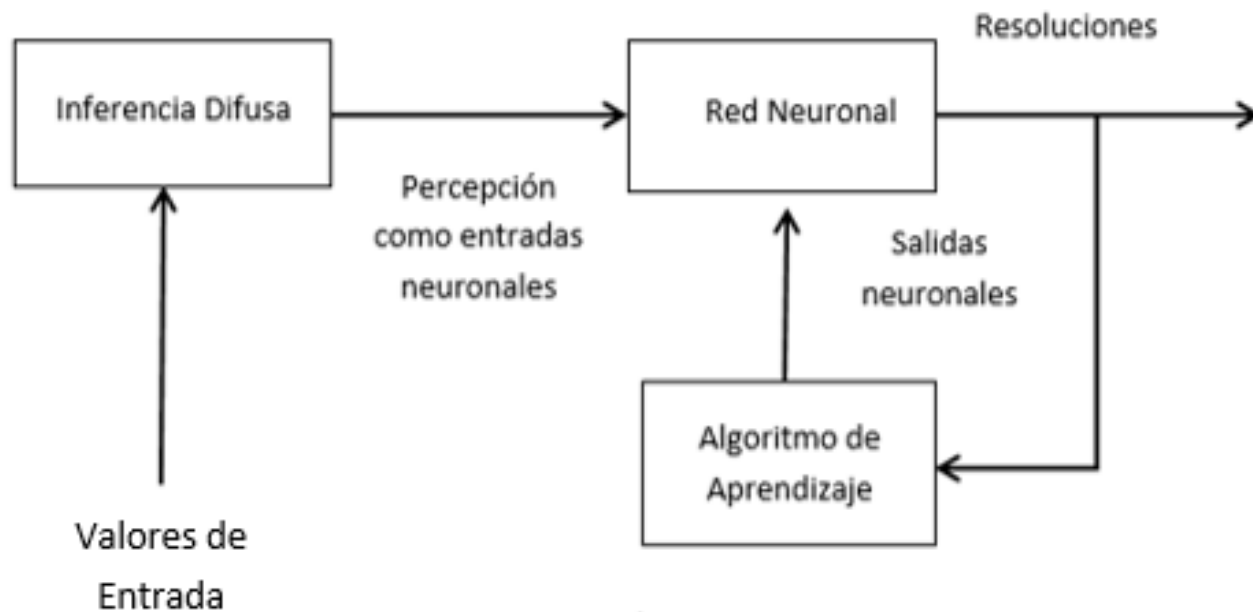 Resoluciones
Inferencia Difusa
Red Neuronal
Percepción
como entradas
neuronales
Salidas
neuronales
Algoritmo de
Aprendizaje
Valores de
Entrada